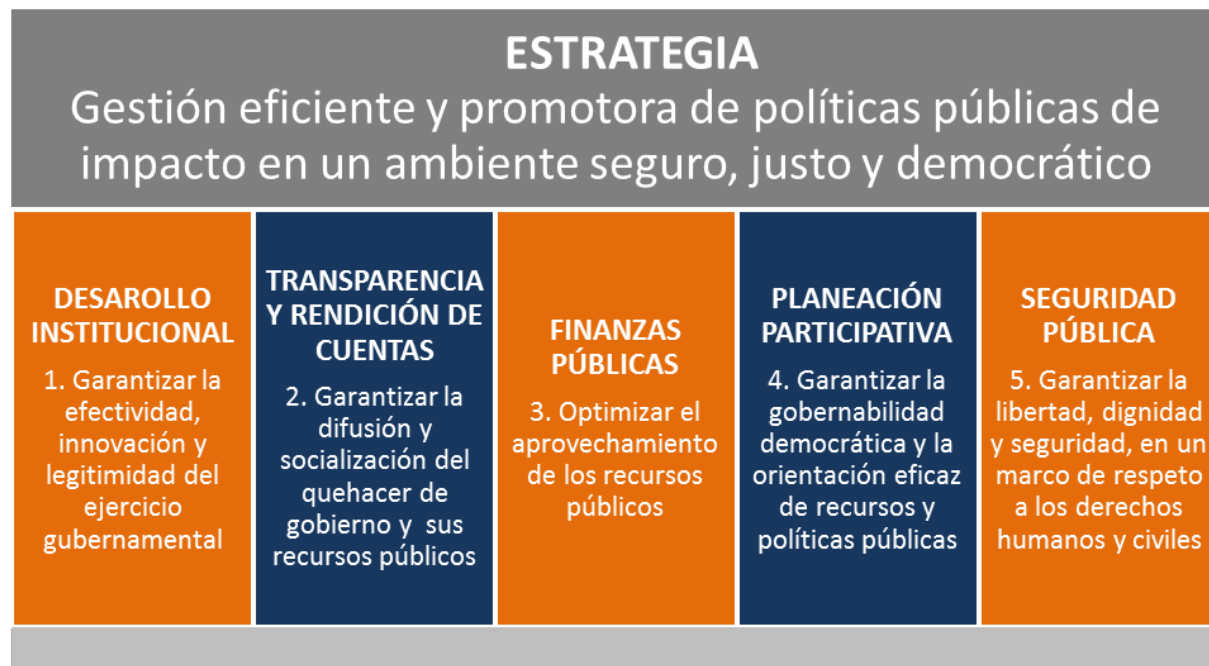 ESTRATEGIA
Gestión eficiente y promotora de políticas públicas de
impacto en un ambiente seguro, justo y democrático
DESAROLLO
INSTITUCIONAL
1. Garantizar la
efectividad,
innovación y
legitimidad del
ejercicio
gubernamental
TRANSPARENCIA
Y RENDICIÓN DE
CUENTAS
2. Garantizar la
difusión y
socialización del
quehacer de
gobierno y sus
recursos públicos
FINANZAS
PÚBLICAS
3. Optimizar el
aprovechamiento
de los recursos
públicos
PLANEACIÓN
PARTICIPATIVA
4. Garantizar la
gobernabilidad
democrática y la
orientación eficaz
de recursos y
políticas públicas
SEGURIDAD
PÚBLICA
5. Garantizar la
libertad, dignidad
y seguridad, en un
marco de respeto
a los derechos
humanos y civiles